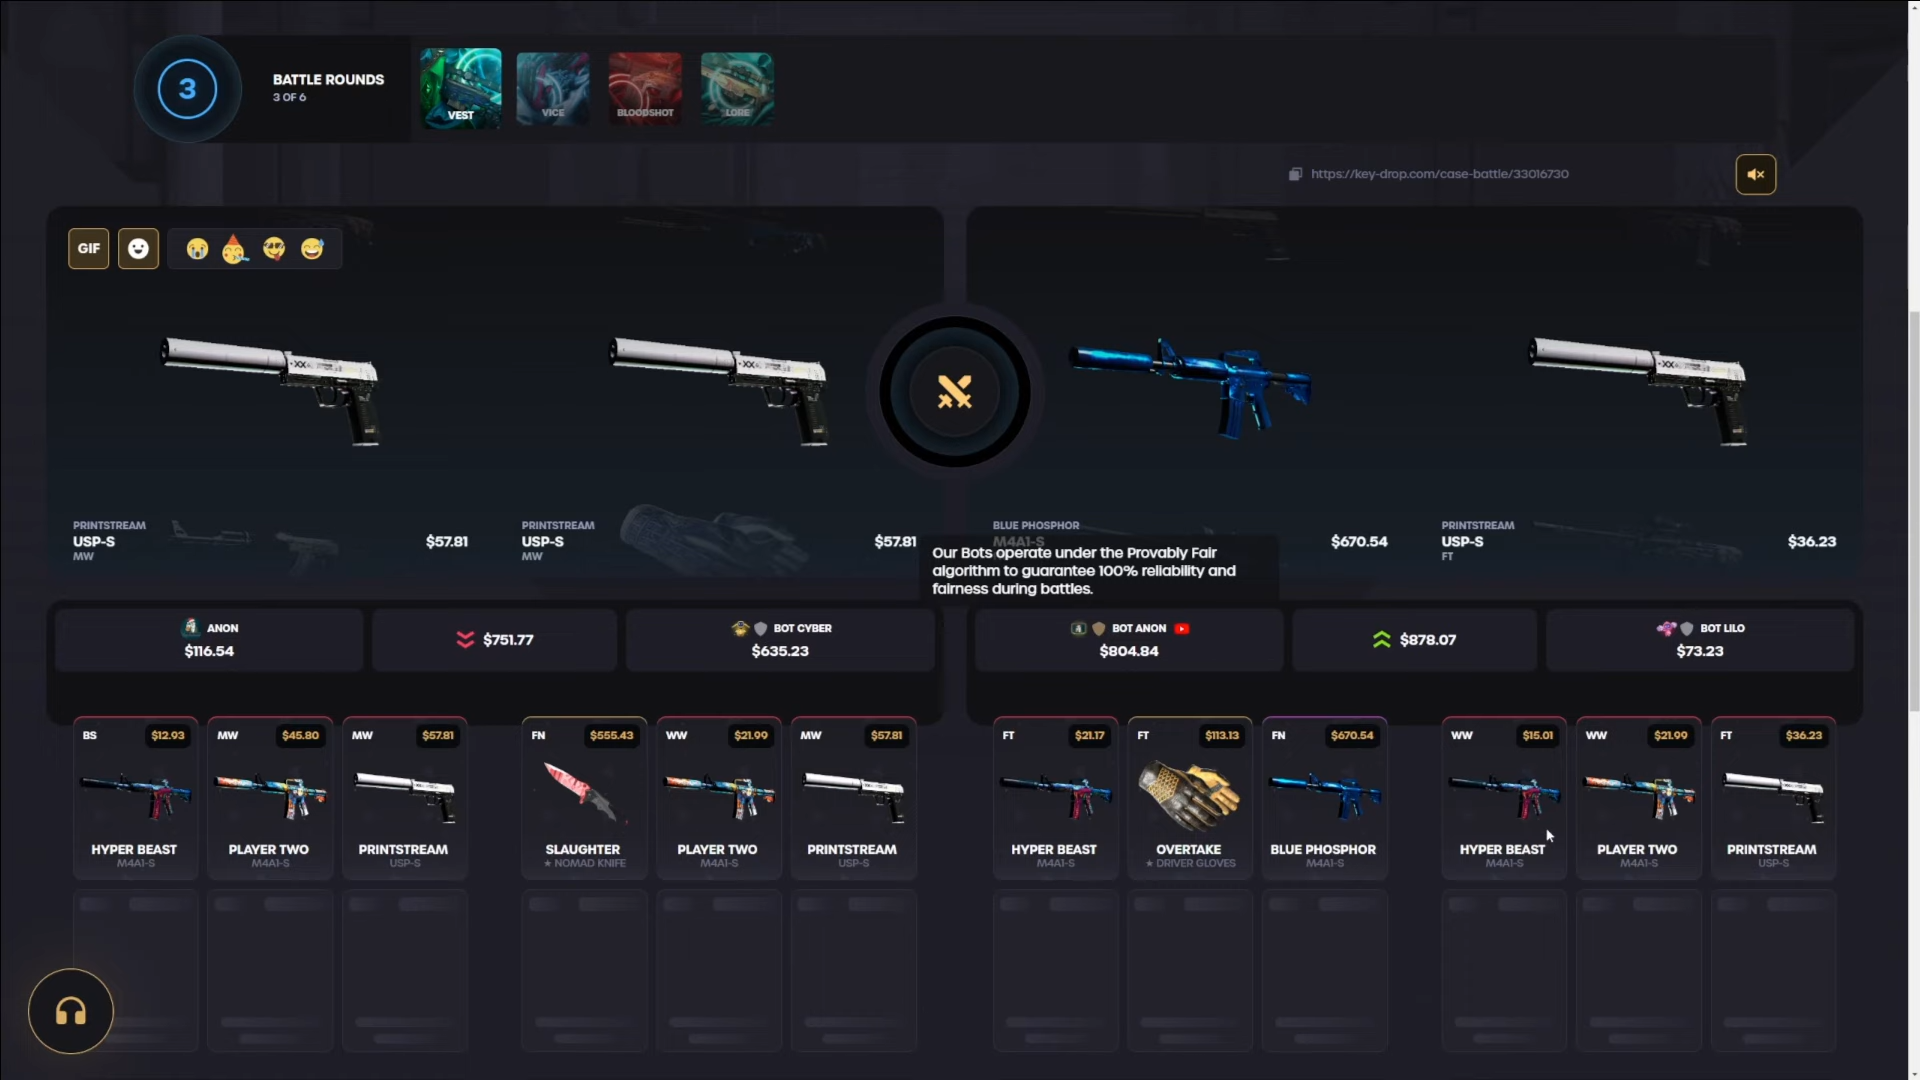 3
BATTLE ROUNDS
3 OF 6
VEST
VICE
BLOODSHOT
LORE
https://key-drop.com/case-battle/33016730
GIF
PRINTSTREAM
USP-S
MW
$57.81
PRINTSTREAM
USP-S
MW
$57.81
BLUE PHOSPHOR
M4A1-S
$670.54
PRINTSTREAM
USP-S
FT
$36.23
Our Bots operate under the Provably Fair
algorithm to guarantee 100% reliability and
fairness during battles.
ANON
$116.54
$751.77
BOT CYBER
$635.23
BOT ANON
$804.84
$878.07
BOT LILO
$73.23
BS $12.93
HYPER BEAST
M4A1-S
MW $45.80
PLAYER TWO
M4A1-S
MW $57.81
PRINTSTREAM
USP-S
FN $555.43
SLAUGHTER
★ NOMAD KNIFE
WW $21.99
PLAYER TWO
M4A1-S
MW $57.81
PRINTSTREAM
USP-S
FT $21.17
HYPER BEAST
M4A1-S
FT $113.13
OVERTAKE
★ DRIVER GLOVES
FN $670.54
BLUE PHOSPHOR
M4A1-S
WW $15.01
HYPER BEAST
M4A1-S
WW $21.99
PLAYER TWO
M4A1-S
FT $36.23
PRINTSTREAM
USP-S